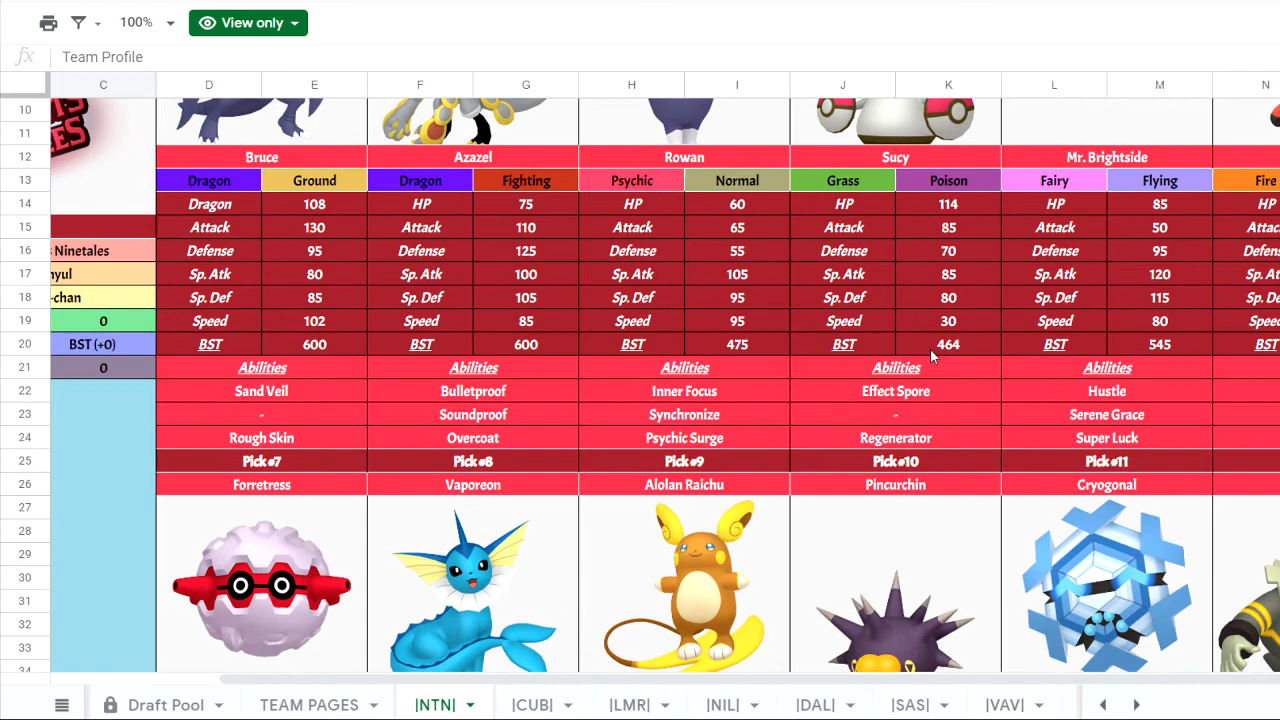 100% View only
fx Team Profile
C D E F G H I J K L M N
10
11
12 Bruce Azazel Rowan Sucy Mr. Brightside
13 Dragon Ground Dragon Fighting Psychic Normal Grass Poison Fairy Flying Fire
14 Dragon 108 HP 75 HP 60 HP 114 HP 85 HP
15 Attack 130 Attack 110 Attack 65 Attack 85 Attack 50
16 Ninetales Defense 95 Defense 125 Defense 55 Defense 70 Defense 95
17 Sp. Atk 80 Sp. Atk 100 Sp. Atk 105 Sp. Atk 85 Sp. Atk 120 Sp.
18 -chan Sp. Def 85 Sp. Def 105 Sp. Def 95 Sp. Def 80 Sp. Def 115 Sp.
19 0 Speed 102 Speed 85 Speed 95 Speed 30 Speed 80
20 BST (+0) BST 600 BST 600 BST 475 BST 464 BST 545 BST
21 0 Abilities Abilities Abilities Abilities Abilities
22 Sand Veil Bulletproof Inner Focus Effect Spore Hustle
23 - Soundproof Synchronize - Serene Grace
24 Rough Skin Overcoat Psychic Surge Regenerator Super Luck
25 Pick #7 Pick #8 Pick #9 Pick #10 Pick #11
26 Forretress Vaporeon Alolan Raichu Pincurchin Cryogonal
27
28
29
30
31
32
33
34
Draft Pool TEAM PAGES |NTN| |CUB| |LMR| |NIL| |DAL| |SAS| |VAV|